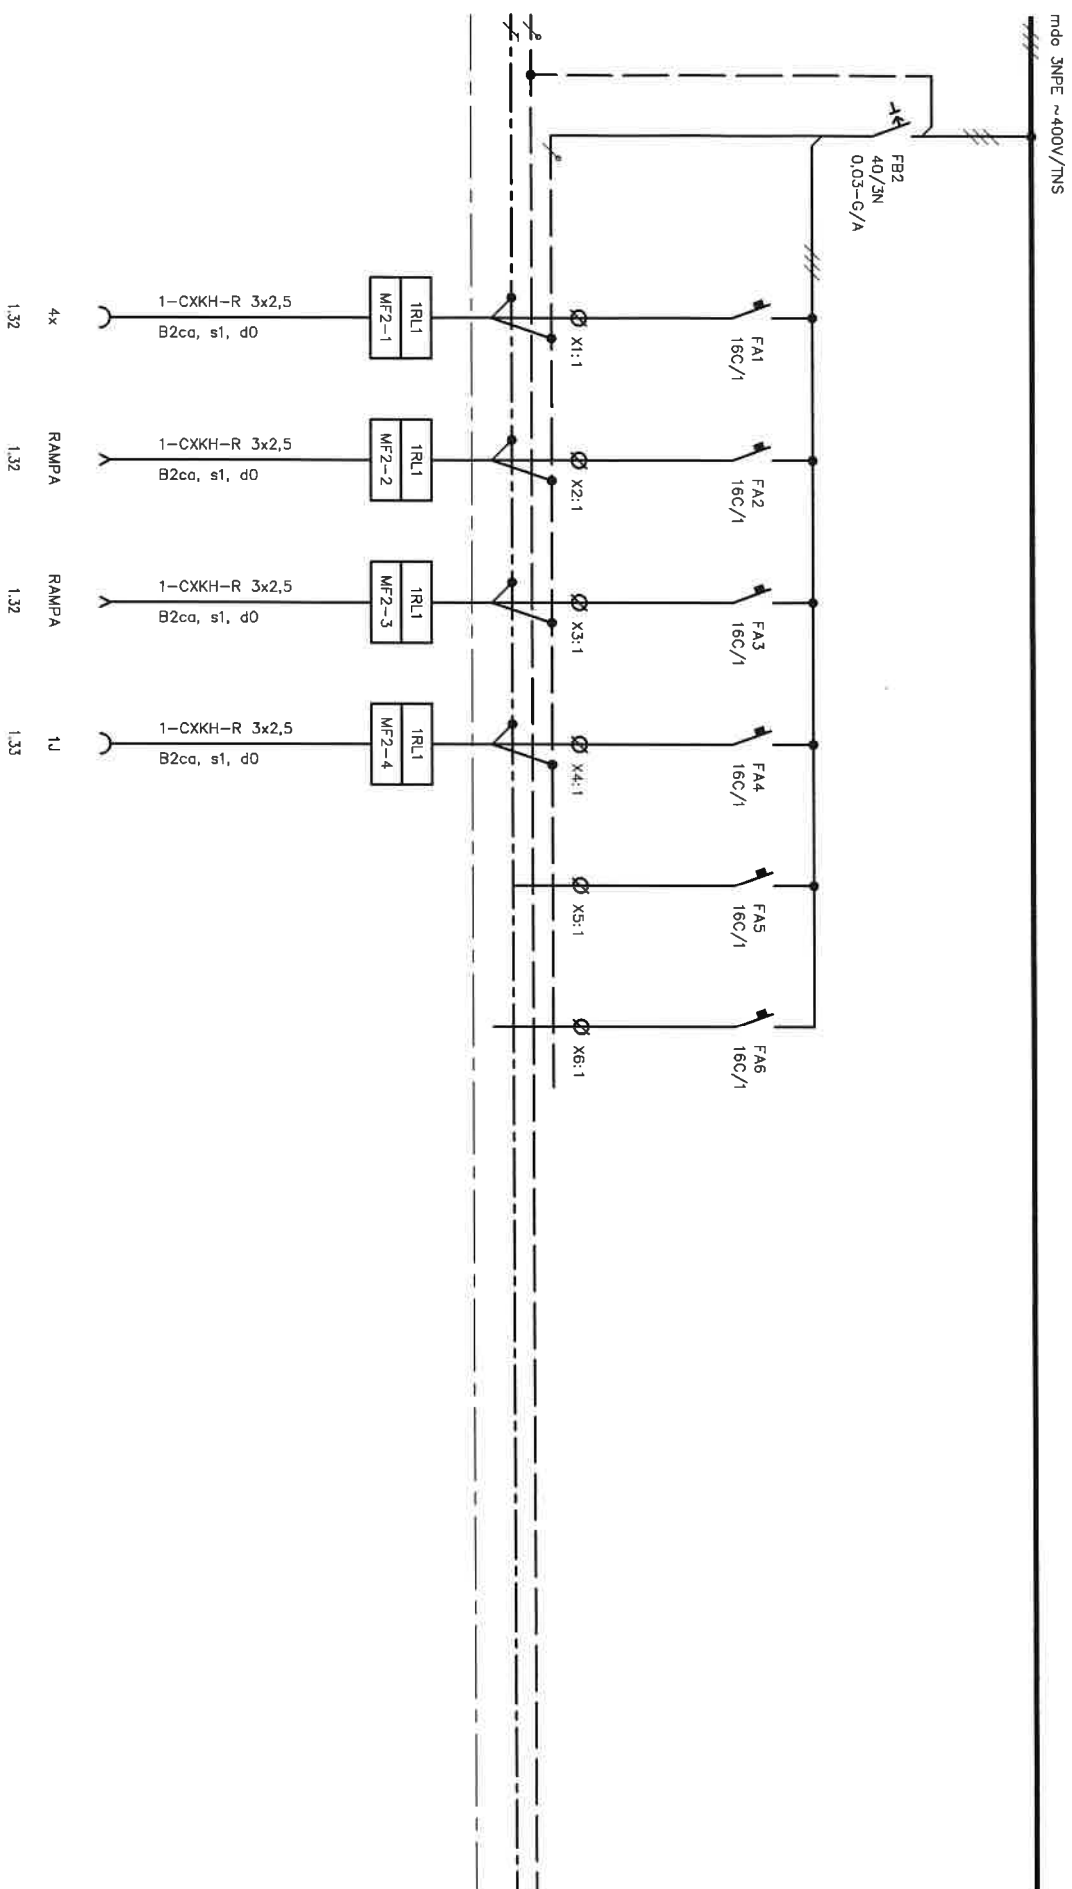 mdo 3NPE ~400V/TNS
FB2
40/3N
0,03-G/A
FA1
16C/1
FA2
16C/1
FA3
16C/1
FA4
16C/1
FA5
16C/1
FA6
16C/1
X1:1
X2:1
X3:1
X4:1
X5:1
X6:1
1RL1
MF2-1
1RL1
MF2-2
1RL1
MF2-3
1RL1
MF2-4
1-CXKH-R 3x2,5
B2ca, s1, d0
1-CXKH-R 3x2,5
B2ca, s1, d0
1-CXKH-R 3x2,5
B2ca, s1, d0
1-CXKH-R 3x2,5
B2ca, s1, d0
4x
RAMPA
RAMPA
1J
1.32
1.32
1.32
1.33